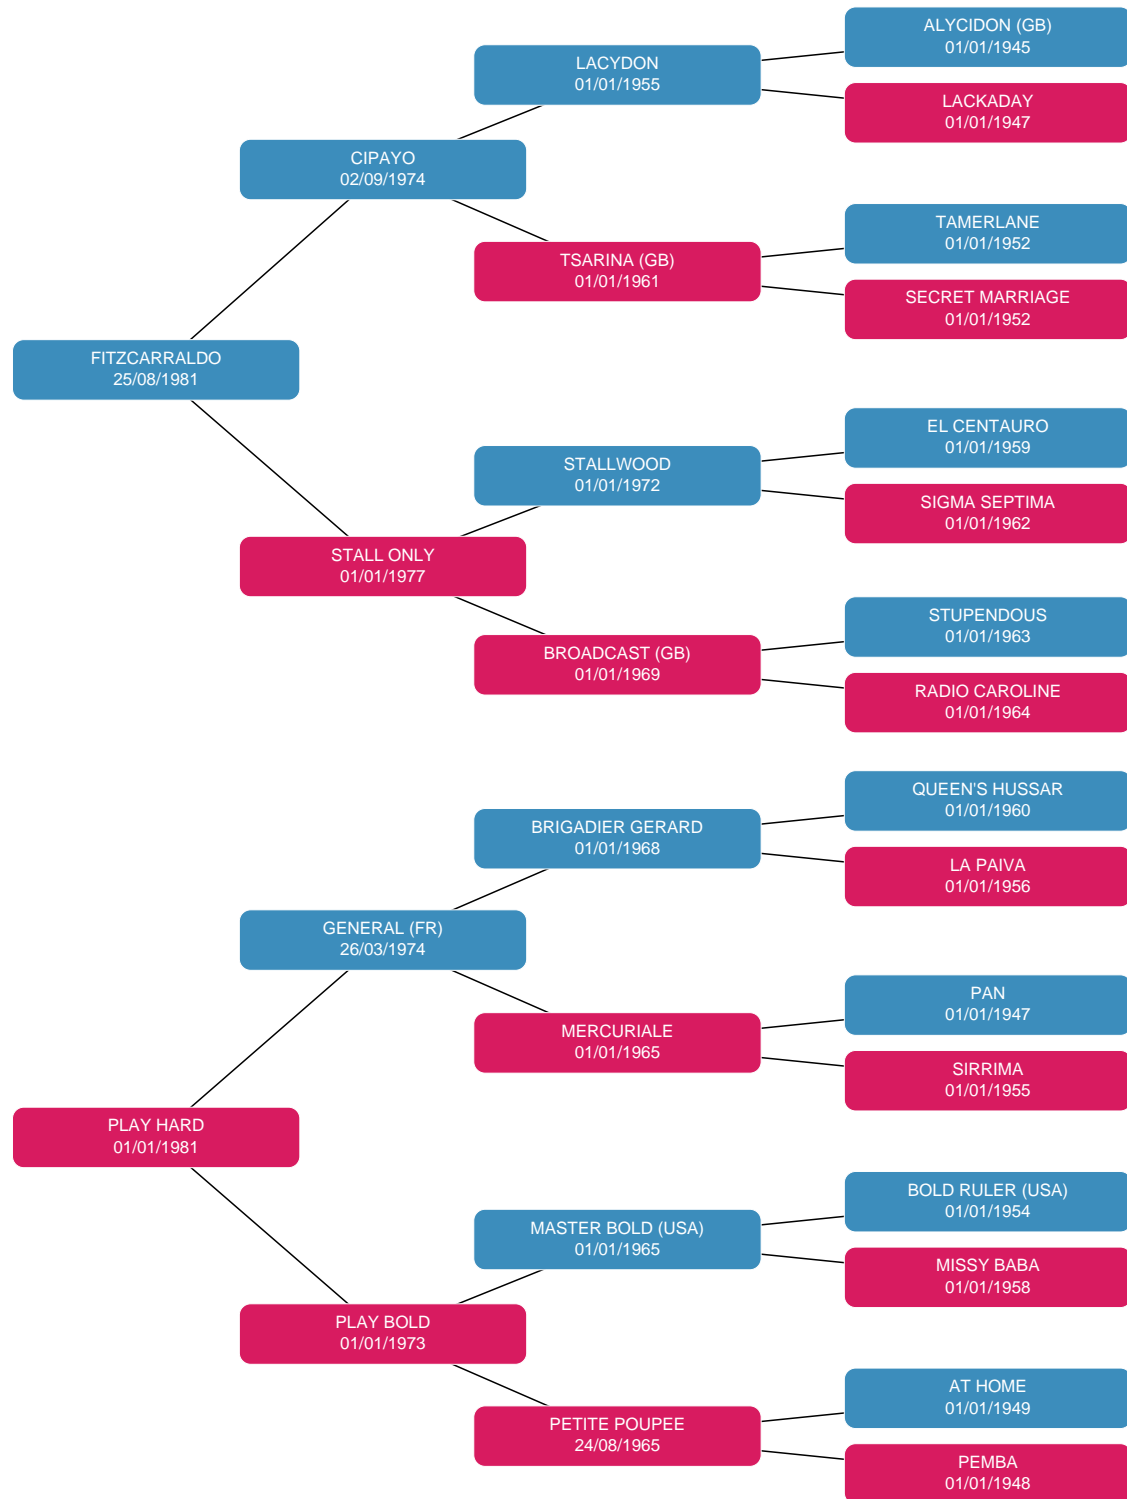 ALYCIDON (GB)
01/01/1945
LACYDON
01/01/1955
LACKADAY
01/01/1947
CIPAYO
02/09/1974
TAMERLANE
01/01/1952
TSARINA (GB)
01/01/1961
SECRET MARRIAGE
01/01/1952
FITZCARRALDO
25/08/1981
EL CENTAURO
01/01/1959
STALLWOOD
01/01/1972
SIGMA SEPTIMA
01/01/1962
STALL ONLY
01/01/1977
STUPENDOUS
01/01/1963
BROADCAST (GB)
01/01/1969
RADIO CAROLINE
01/01/1964
QUEEN'S HUSSAR
01/01/1960
BRIGADIER GERARD
01/01/1968
LA PAIVA
01/01/1956
GENERAL (FR)
26/03/1974
PAN
01/01/1947
MERCURIALE
01/01/1965
SIRRIMA
01/01/1955
PLAY HARD
01/01/1981
BOLD RULER (USA)
01/01/1954
MASTER BOLD (USA)
01/01/1965
MISSY BABA
01/01/1958
PLAY BOLD
01/01/1973
AT HOME
01/01/1949
PETITE POUPEE
24/08/1965
PEMBA
01/01/1948